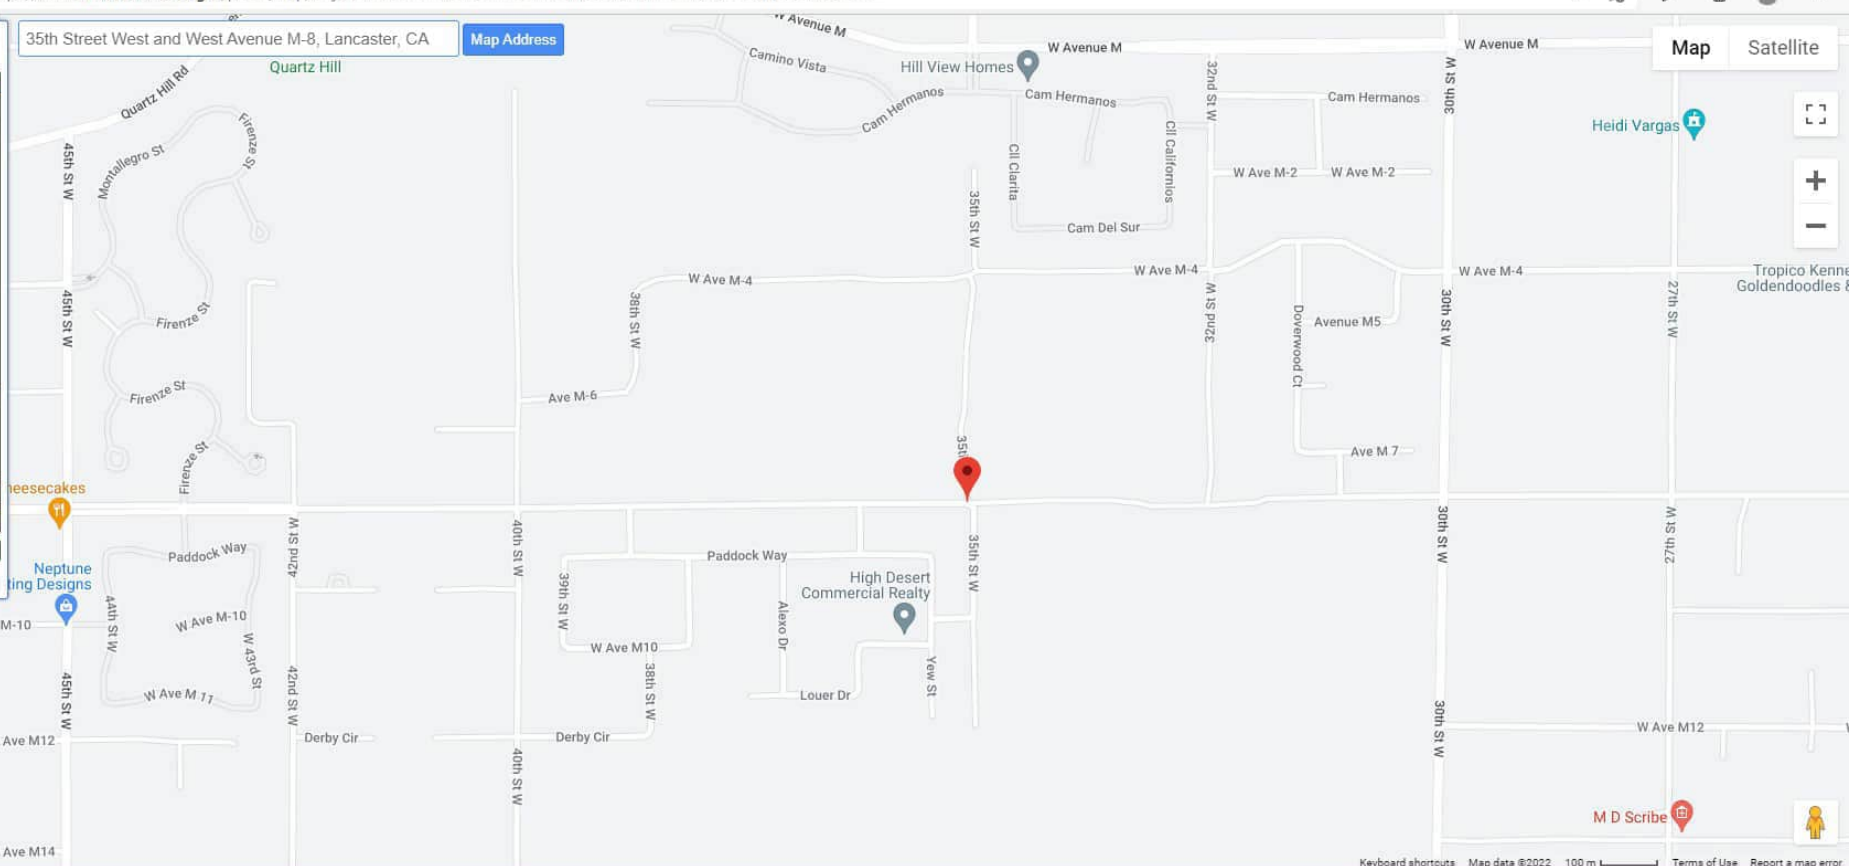 35th Street West and West Avenue M-8, Lancaster, CA
Map Address
Map
Satellite
W Avenue M
W Avenue M
W Avenue M
Quartz Hill
Quartz Hill Rd
Camino Vista
Hill View Homes
Cam Hermanos
Cam Hermanos
Cam Hermanos
32nd St W
30th St W
Heidi Vargas
Firenze St
Montallegro St
45th St W
Cll Clarita
Cll Californios
W Ave M-2
W Ave M-2
35th St W
Cam Del Sur
W Ave M-4
W Ave M-4
W Ave M-4
Tropico Kenne
Goldendoodles &
45th St W
38th St W
32nd St W
30th St W
27th St W
Firenze St
Doverwood Ct
Avenue M5
Firenze St
Ave M-6
Firenze St
35t
Ave M 7
heesecakes
42nd St W
40th St W
35th St W
30th St W
27th St W
Paddock Way
Paddock Way
Neptune
ting Designs
High Desert
Commercial Realty
39th St W
44th St W
W Ave M-10
M-10
Alexo Dr
W 43rd St
W Ave M10
45th St W
42nd St W
38th St W
Yew St
W Ave M 11
Louer Dr
30th St W
Ave M12
Derby Cir
Derby Cir
W Ave M12
40th St W
M D Scribe
Ave M14
Keyboard shortcuts
Map data ©2022
100 m
Terms of Use
Report a map error